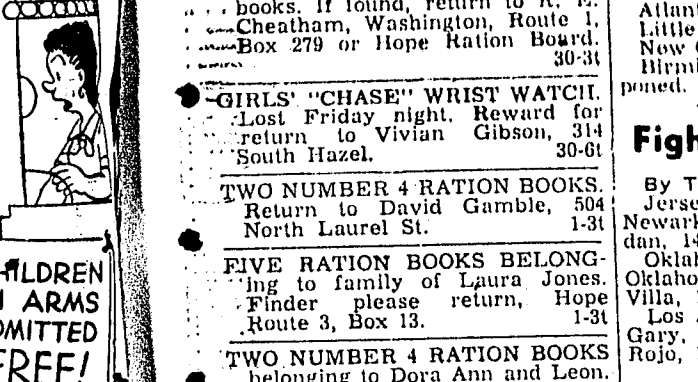 books. If found, return to R. E.
Cheatham, Washington, Route 1,
Box 279 or Hope Ration Board.
30-3t
GIRLS' "CHASE" WRIST WATCH.
Lost Friday night. Reward for
return to Vivian Gibson, 314
South Hazel. 30-6t
TWO NUMBER 4 RATION BOOKS.
Return to David Gamble, 504
North Laurel St. 1-3t
FIVE RATION BOOKS BELONG-
ing to family of Laura Jones.
Finder please return, Hope
Route 3, Box 13. 1-3t
TWO NUMBER 4 RATION BOOKS
belonging to Dora Ann and Leon.
ILDREN
ARMS
MITTED
FREE!
Atlant
Little
New
Birmi
poned.
Figh
By T
Jerse
Newark
dan, 14
Oklah
Oklaho
Villa,
Los
Gary,
Rojo,